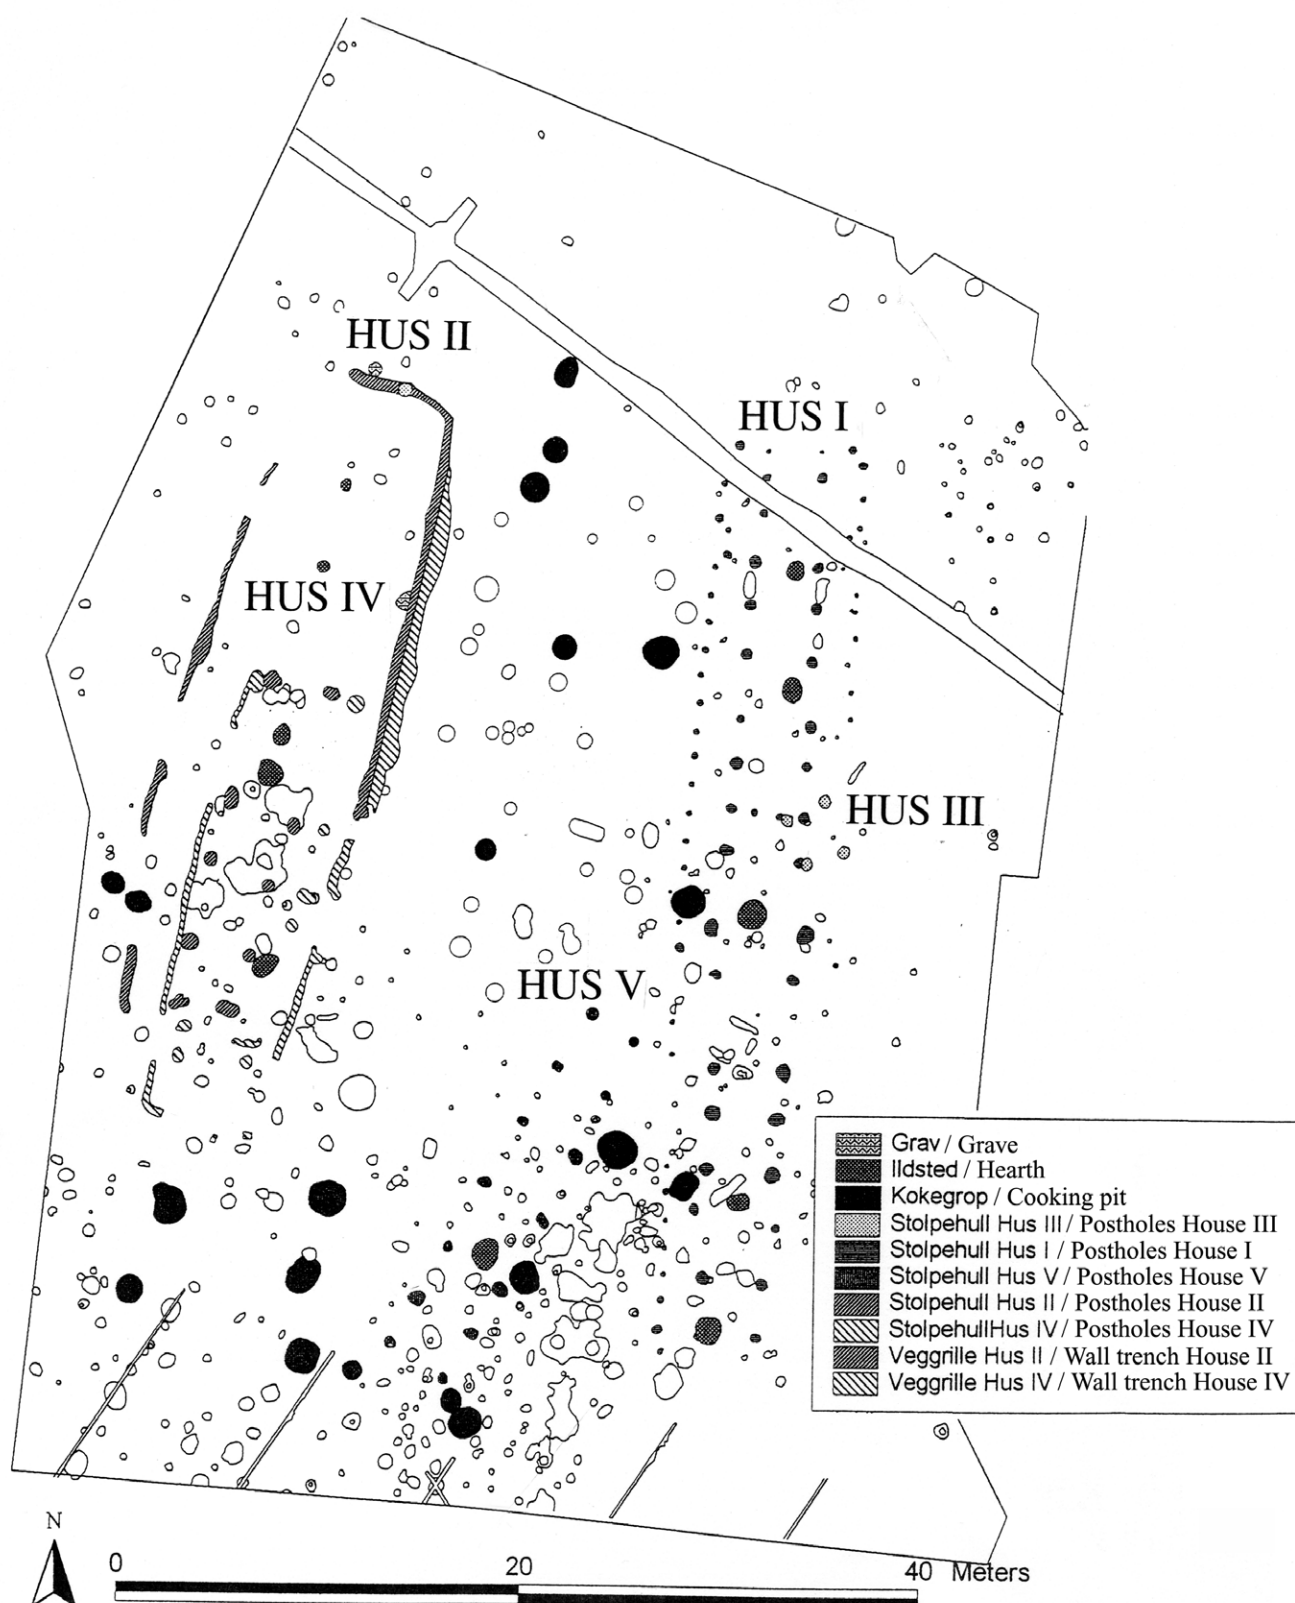 HUS II
HUS I
HUS IV
HUS III
HUS V
Grav / Grave
Ildsted / Hearth
Kokegrop / Cooking pit
Stolpehull Hus III / Postholes House III
Stolpehull Hus I / Postholes House I
Stolpehull Hus V / Postholes House V
Stolpehull Hus II / Postholes House II
StolpehullHus IV / Postholes House IV
Veggrille Hus II / Wall trench House II
Veggrille Hus IV / Wall trench House IV
N
0 20 40 Meters